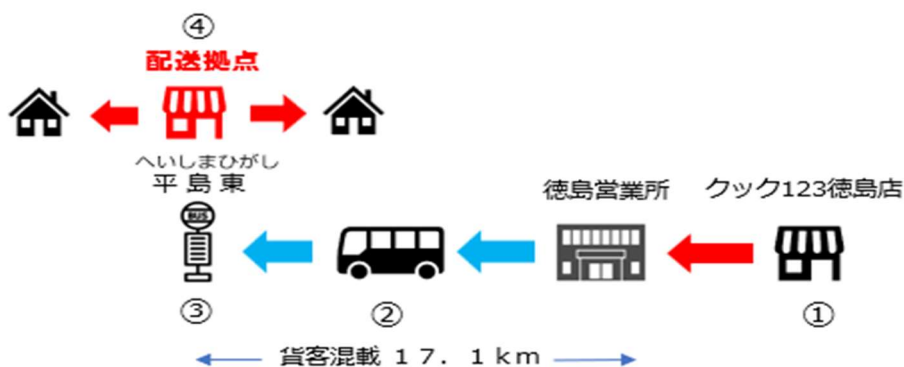 ④
配送拠点
へいしまひがし
平島東
徳島営業所
クック123徳島店
BUS
③
②
①
貨客混載 17.1km